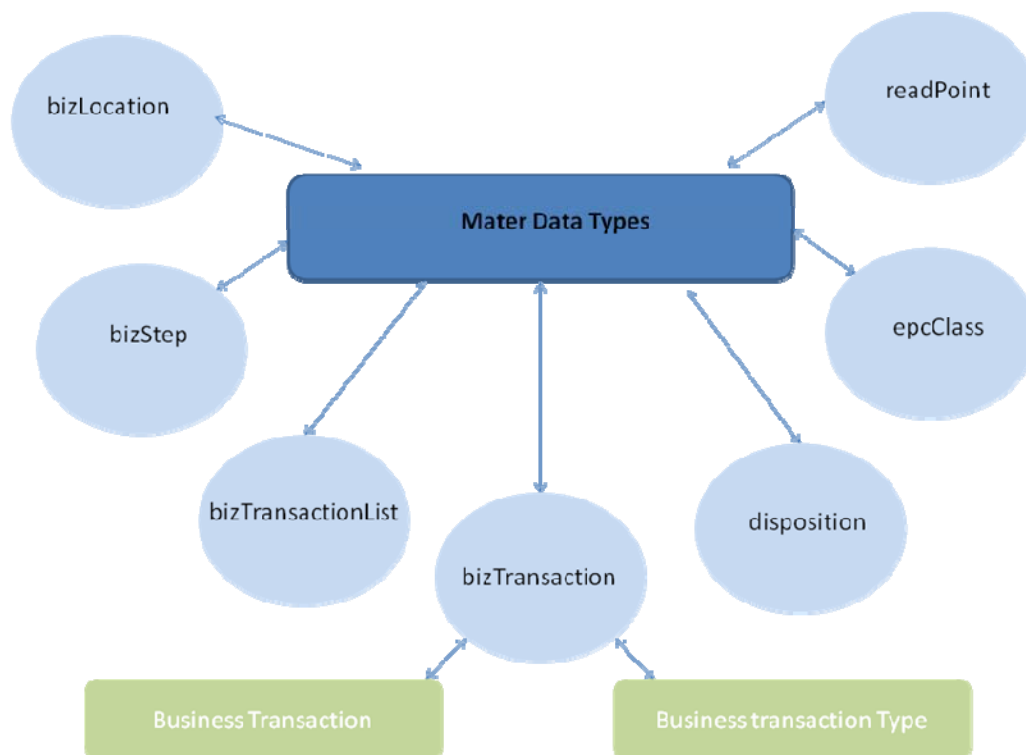 bizLocation
readPoint
Mater Data Types
bizStep
epcClass
bizTransactionList
disposition
bizTransaction
Business Transaction
Business transaction Type